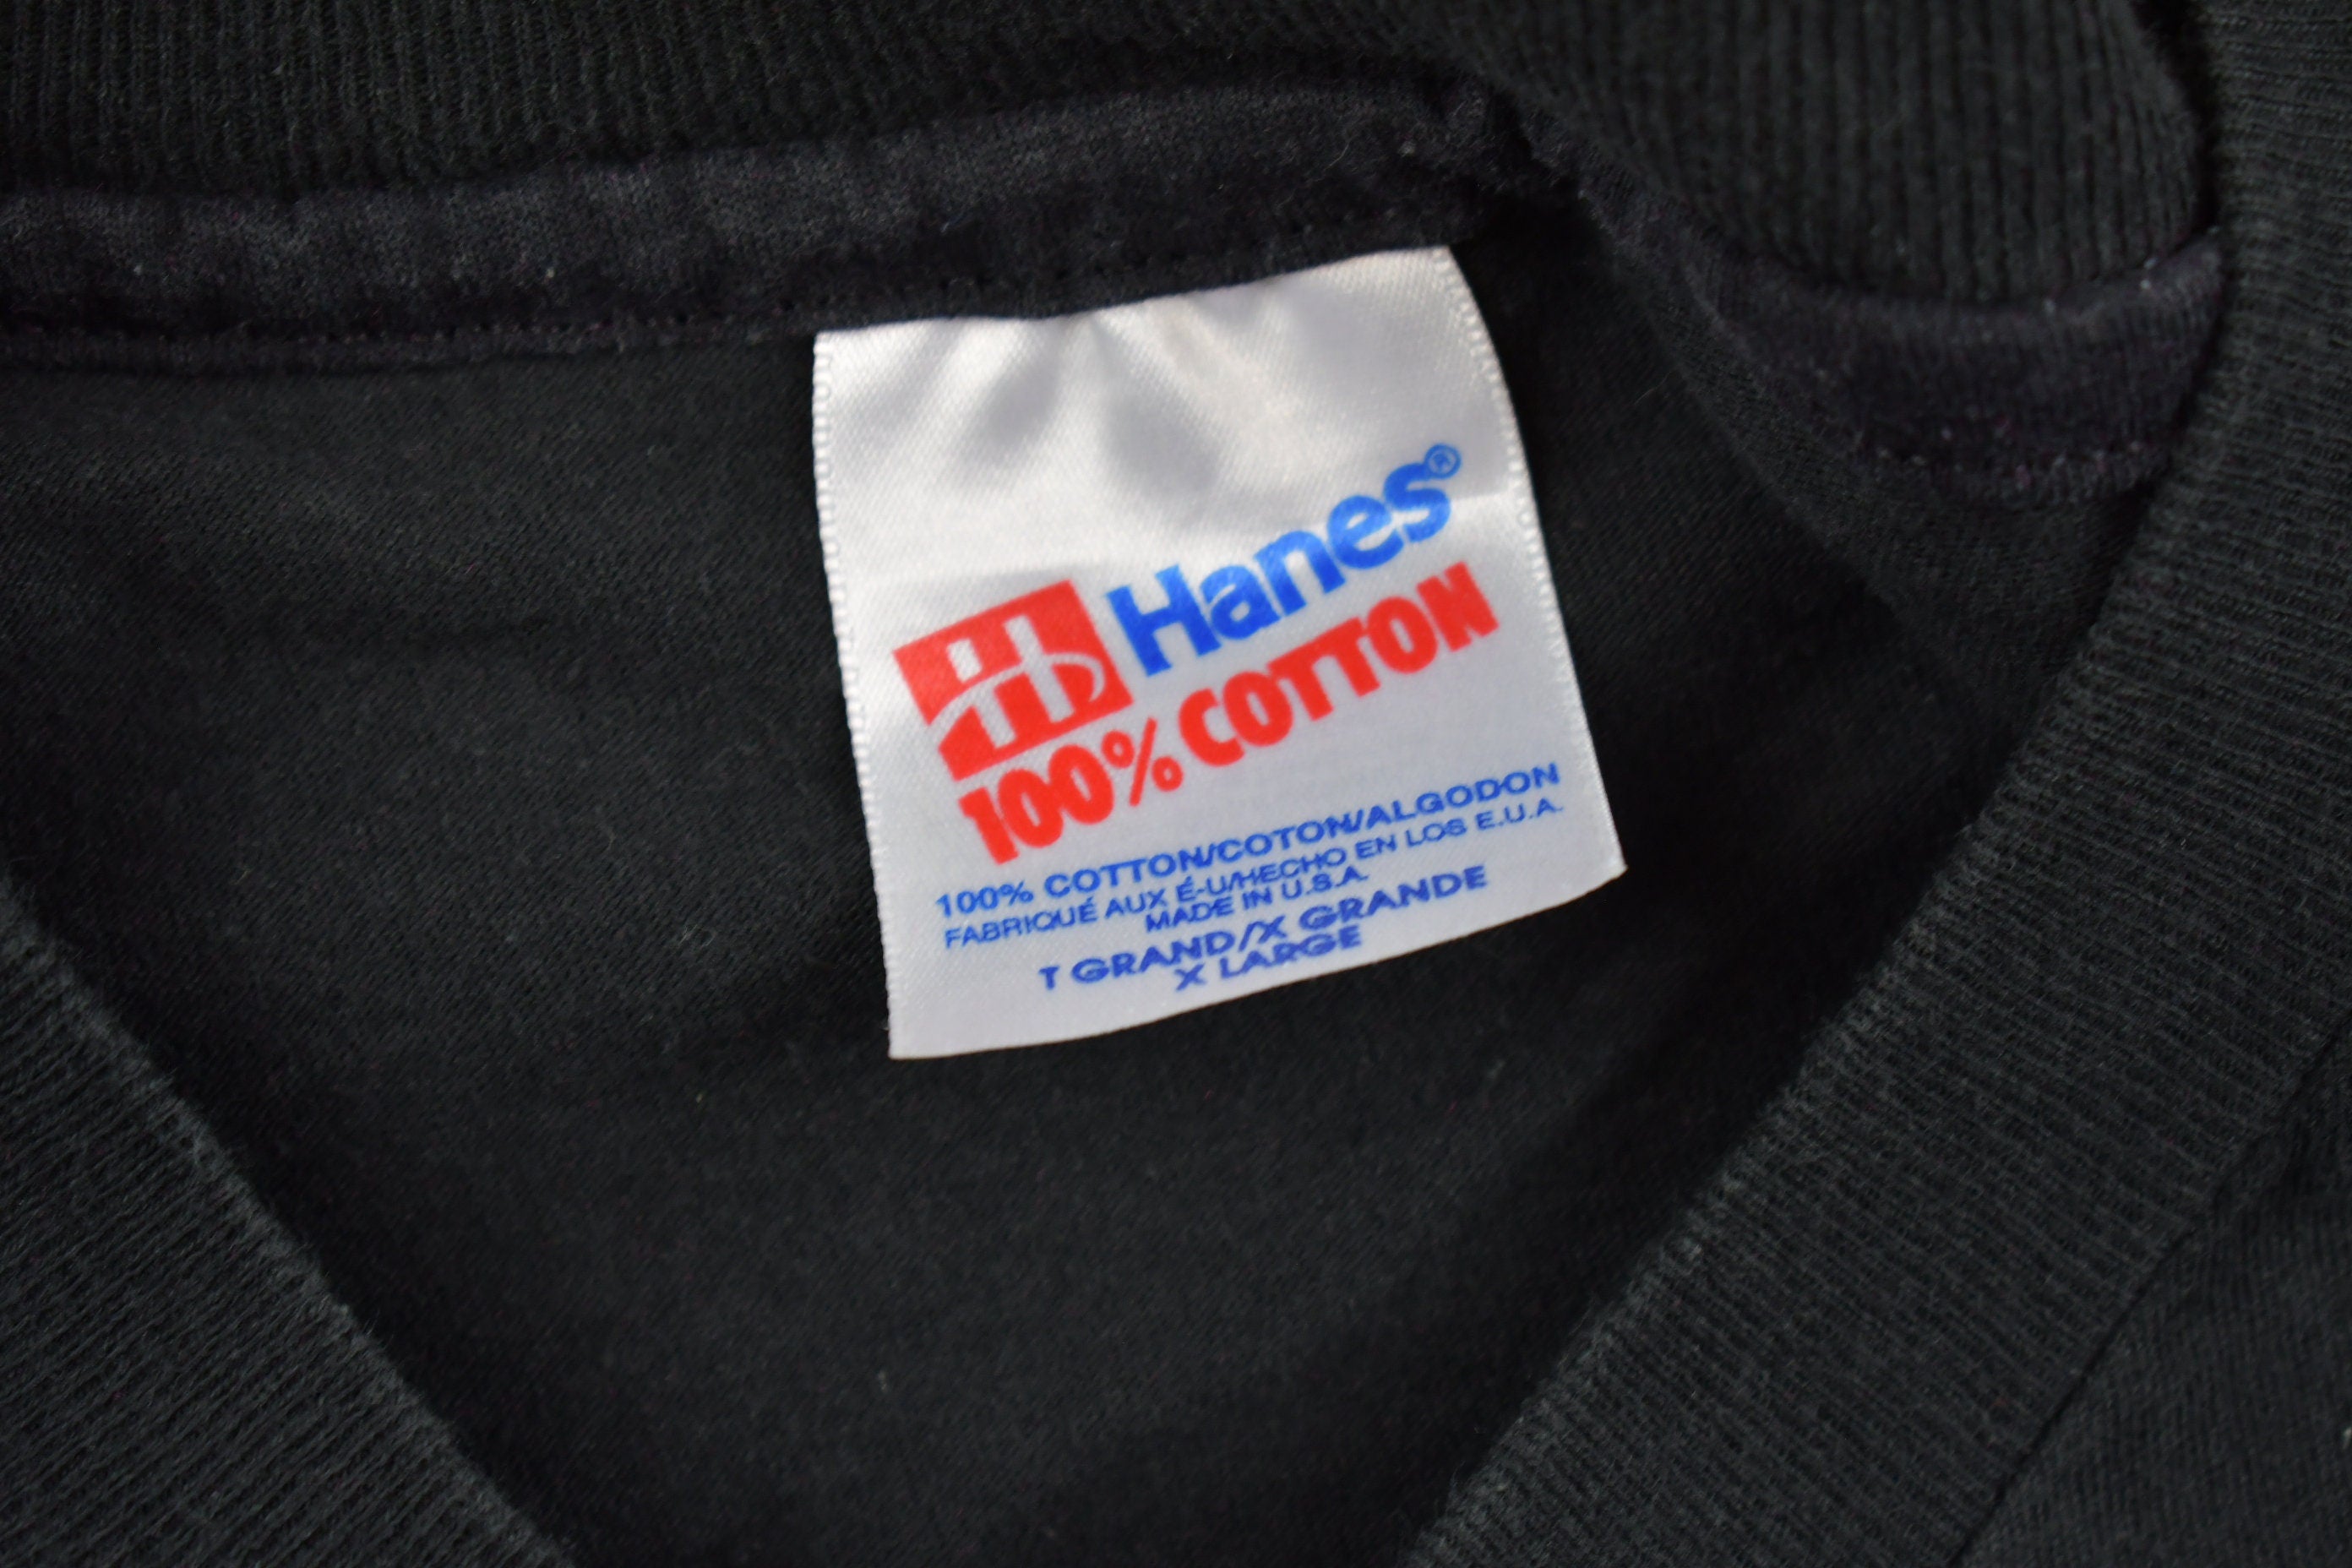 Hanes®
100% COTTON
100% COTTON/COTON/ALGODON
FABRIQUÉ AUX É-U/HECHO EN LOS E.U.A.
MADE IN U.S.A.
T GRAND/X GRANDE
X LARGE